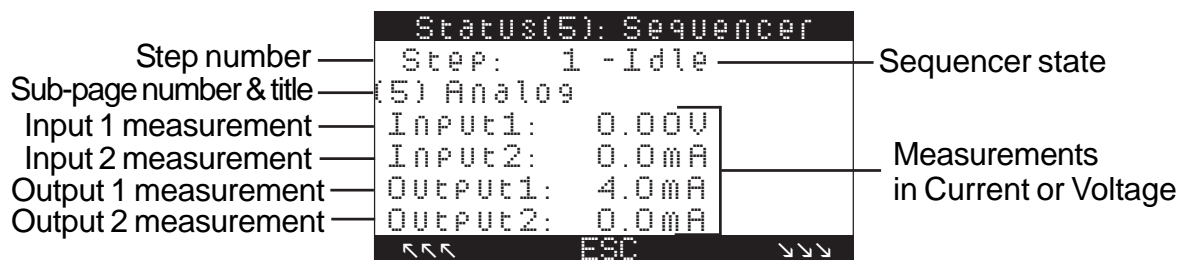 Status(5): Sequencer
Step number
Step: 1 -Idle
Sequencer state
Sub-page number & title
(5) Analog
Input 1 measurement
Input1: 0.00V
Input 2 measurement
Input2: 0.0mA
Measurements
in Current or Voltage
Output 1 measurement
Output1: 4.0mA
Output 2 measurement
Output2: 0.0mA
↖↖↖ ESC ↘↘↘